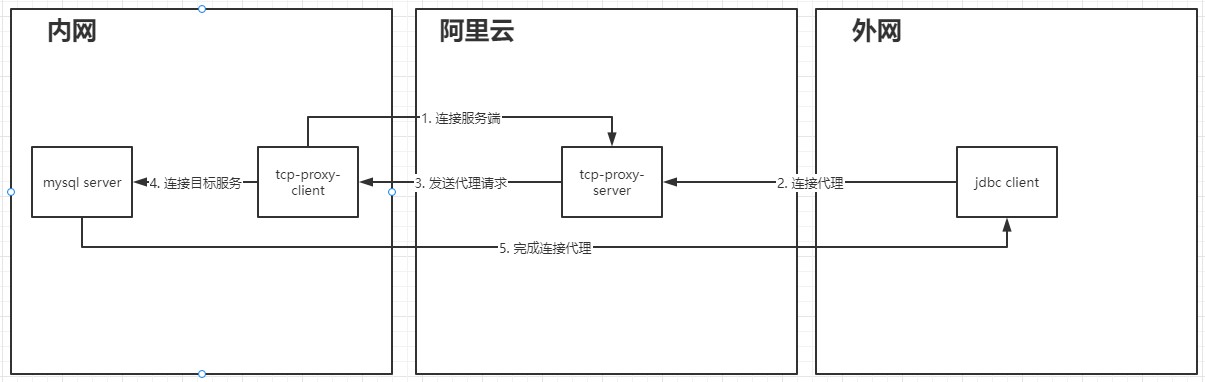 内网
阿里云
外网
1. 连接服务端
mysql server
4. 连接目标服务
tcp-proxy-
client
3. 发送代理请求
tcp-proxy-
server
2. 连接代理
jdbc client
5. 完成连接代理